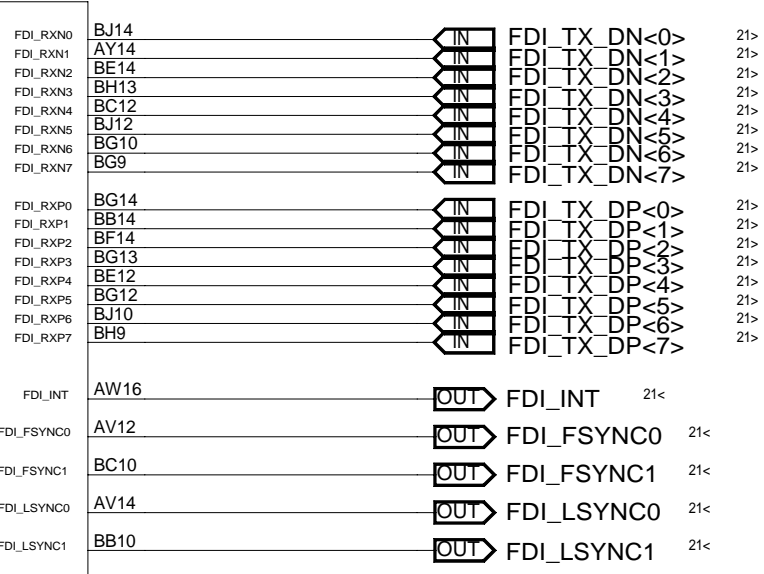 FDI_RXN0 BJ14 IN FDI_TX_DN<0> 21>
FDI_RXN1 AY14 IN FDI_TX_DN<1> 21>
FDI_RXN2 BE14 IN FDI_TX_DN<2> 21>
FDI_RXN3 BH13 IN FDI_TX_DN<3> 21>
FDI_RXN4 BC12 IN FDI_TX_DN<4> 21>
FDI_RXN5 BJ12 IN FDI_TX_DN<5> 21>
FDI_RXN6 BG10 IN FDI_TX_DN<6> 21>
FDI_RXN7 BG9 IN FDI_TX_DN<7> 21>
FDI_RXP0 BG14 IN FDI_TX_DP<0> 21>
FDI_RXP1 BB14 IN FDI_TX_DP<1> 21>
FDI_RXP2 BF14 IN FDI_TX_DP<2> 21>
FDI_RXP3 BG13 IN FDI_TX_DP<3> 21>
FDI_RXP4 BE12 IN FDI_TX_DP<4> 21>
FDI_RXP5 BG12 IN FDI_TX_DP<5> 21>
FDI_RXP6 BJ10 IN FDI_TX_DP<6> 21>
FDI_RXP7 BH9 IN FDI_TX_DP<7> 21>
FDI_INT AW16 OUT FDI_INT 21<
FDI_FSYNC0 AV12 OUT FDI_FSYNC0 21<
FDI_FSYNC1 BC10 OUT FDI_FSYNC1 21<
FDI_LSYNC0 AV14 OUT FDI_LSYNC0 21<
FDI_LSYNC1 BB10 OUT FDI_LSYNC1 21<